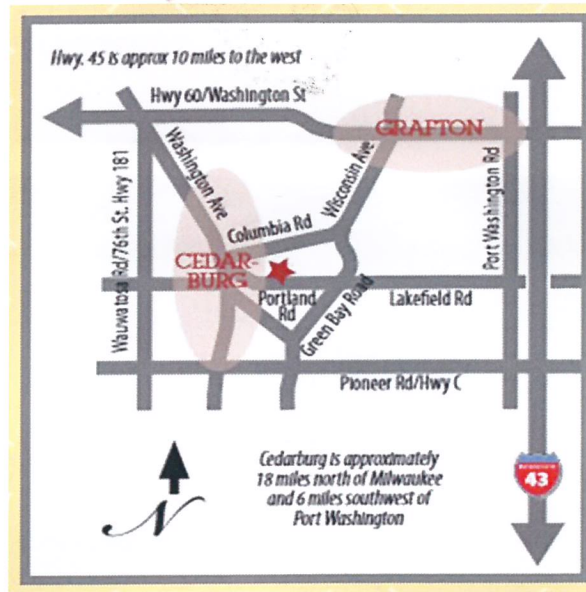 Hwy. 45 is approx 10 miles to the west
Hwy 60/Washington St
GRAFTON
Washington Ave
Wisconsin Ave
Port Washington Rd
Columbia Rd
CEDAR-
BURG
Wauwatosa Rd/76th St. Hwy 181
Portland
Rd
Green Bay Road
Lakefield Rd
Pioneer Rd/Hwy C
Cedarburg is approximately
18 miles north of Milwaukee
and 6 miles southwest of
Port Washington
N
43